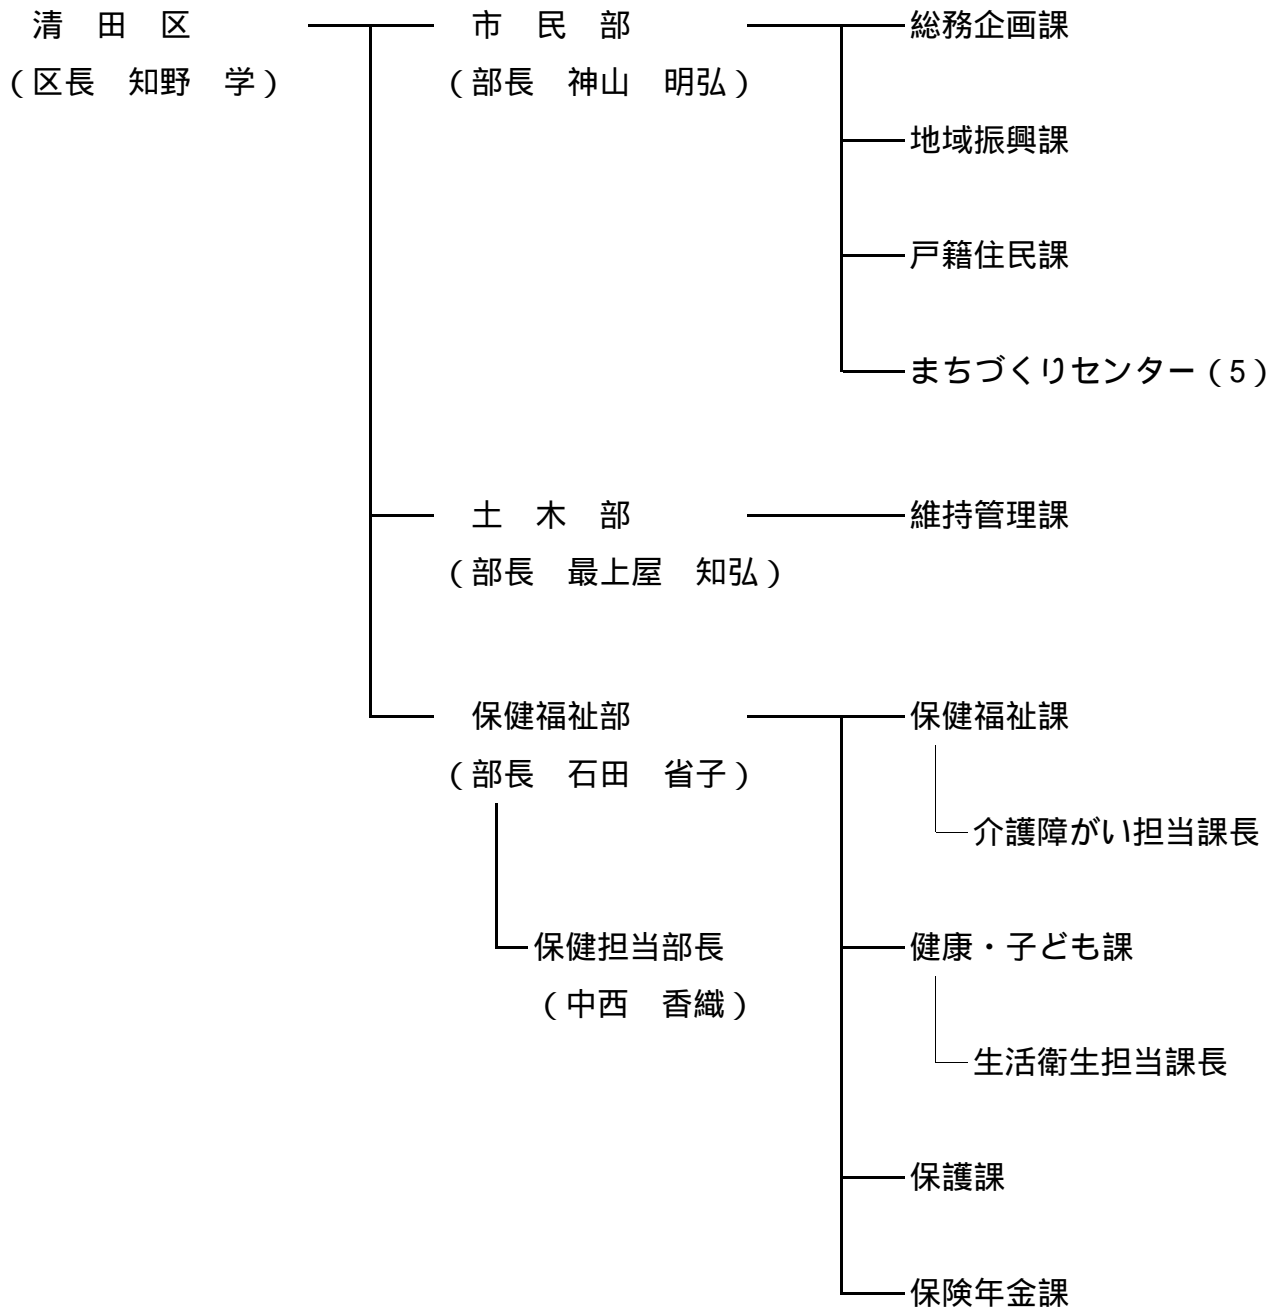 清　田　区
（区長　知野　学）
市　民　部
（部長　神山　明弘）
総務企画課
地域振興課
戸籍住民課
まちづくりセンター（5）
土　木　部
（部長　最上屋　知弘）
維持管理課
保健福祉部
（部長　石田　省子）
保健担当部長
（中西　香織）
保健福祉課
介護障がい担当課長
健康・子ども課
生活衛生担当課長
保護課
保険年金課